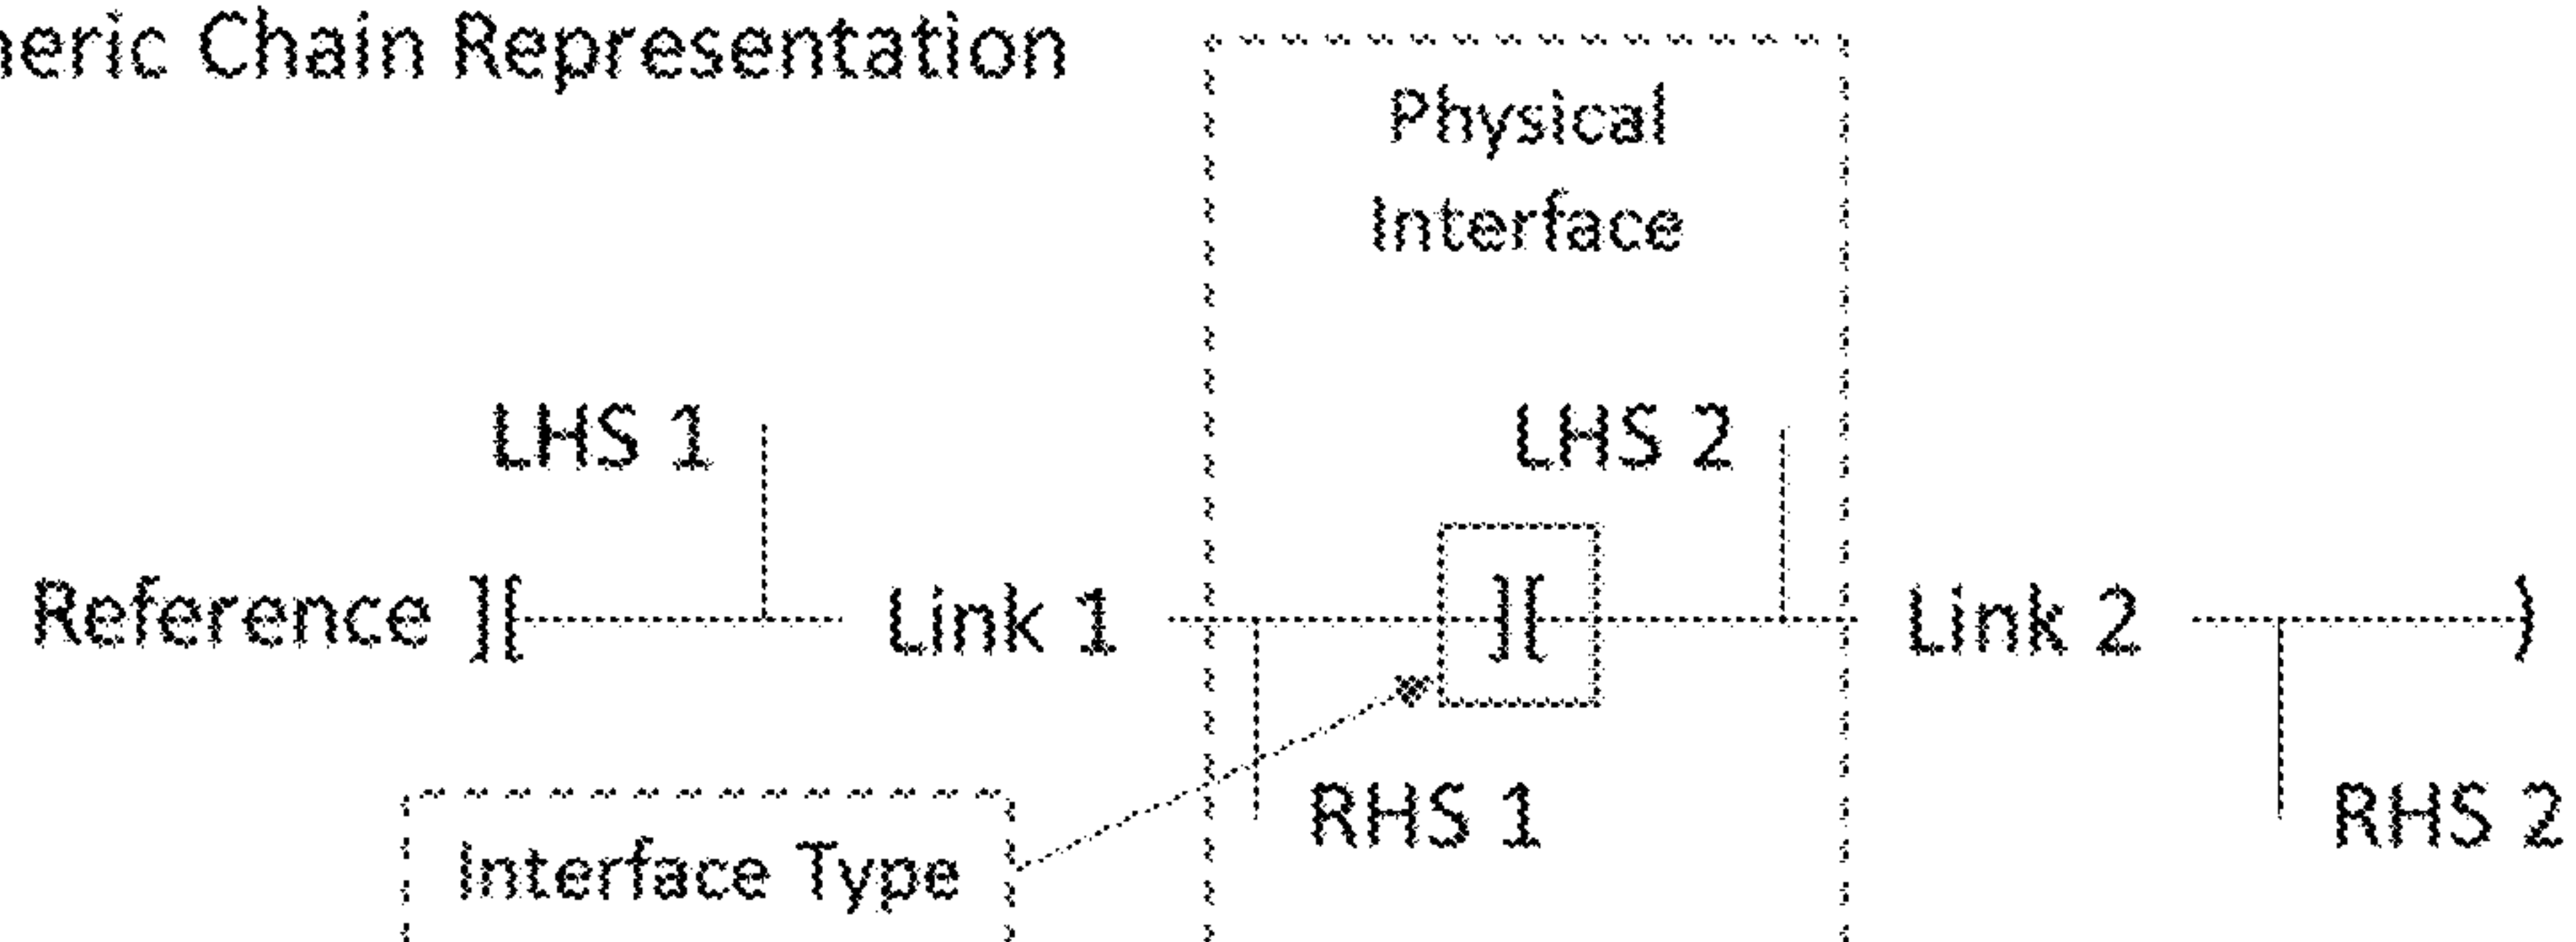 neric Chain Representation
Physical
Interface
LHS 1
LHS 2
Reference ][ Link 1 ][ Link 2 )
RHS 1
RHS 2
Interface Type